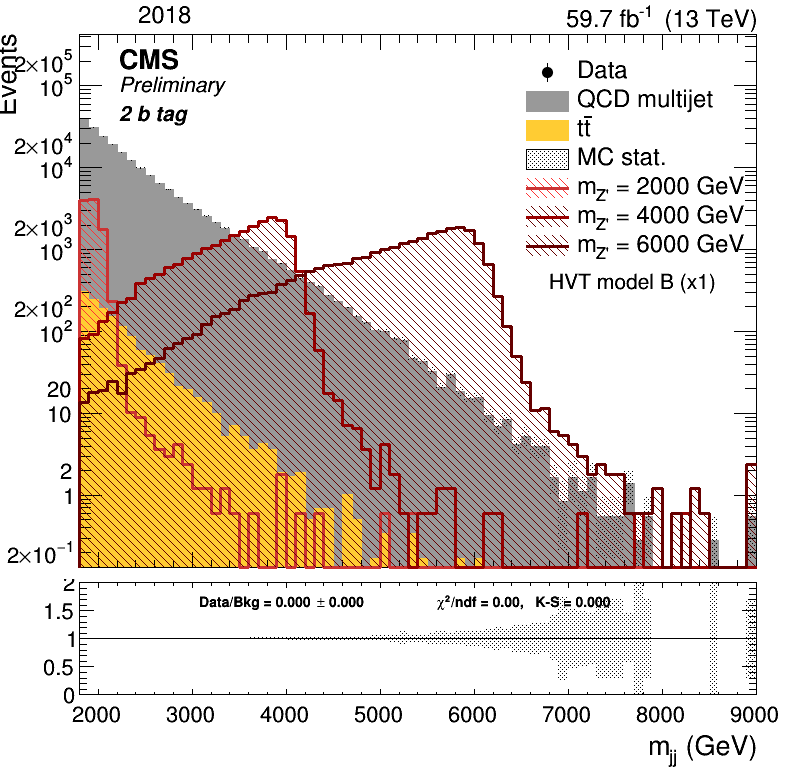 2018
59.7 fb⁻¹ (13 TeV)
Events
CMS
Preliminary
2 b tag
Data
QCD multijet
tt̄
MC stat.
m_Z' = 2000 GeV
m_Z' = 4000 GeV
m_Z' = 6000 GeV
HVT model B (x1)
2×10⁵
10⁵
2×10⁴
10⁴
2×10³
10³
2×10²
10²
20
10
2
1
2×10⁻¹
Data/Bkg = 0.000 ± 0.000
χ²/ndf = 0.00, K-S = 0.000
2
1.5
1
0.5
0
2000 3000 4000 5000 6000 7000 8000 9000
m_jj (GeV)